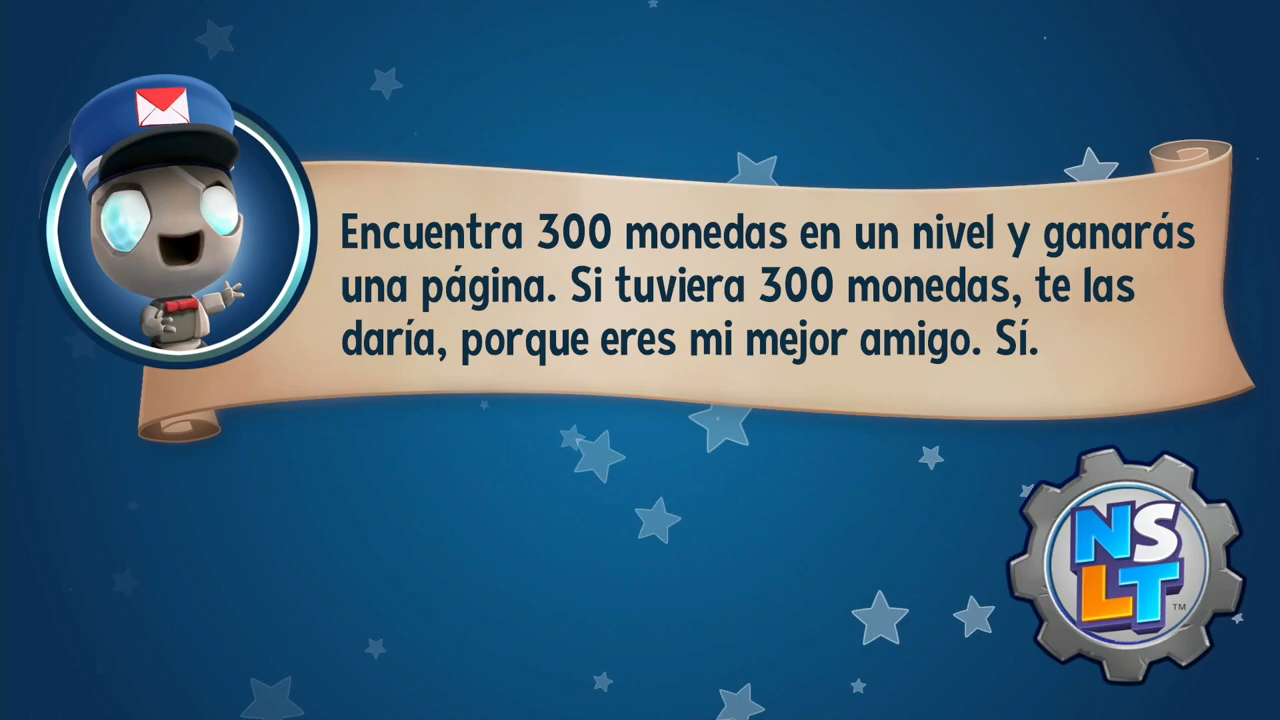 Encuentra 300 monedas en un nivel y ganarás
una página. Si tuviera 300 monedas, te las
daría, porque eres mi mejor amigo. Sí.
NS
LT
TM